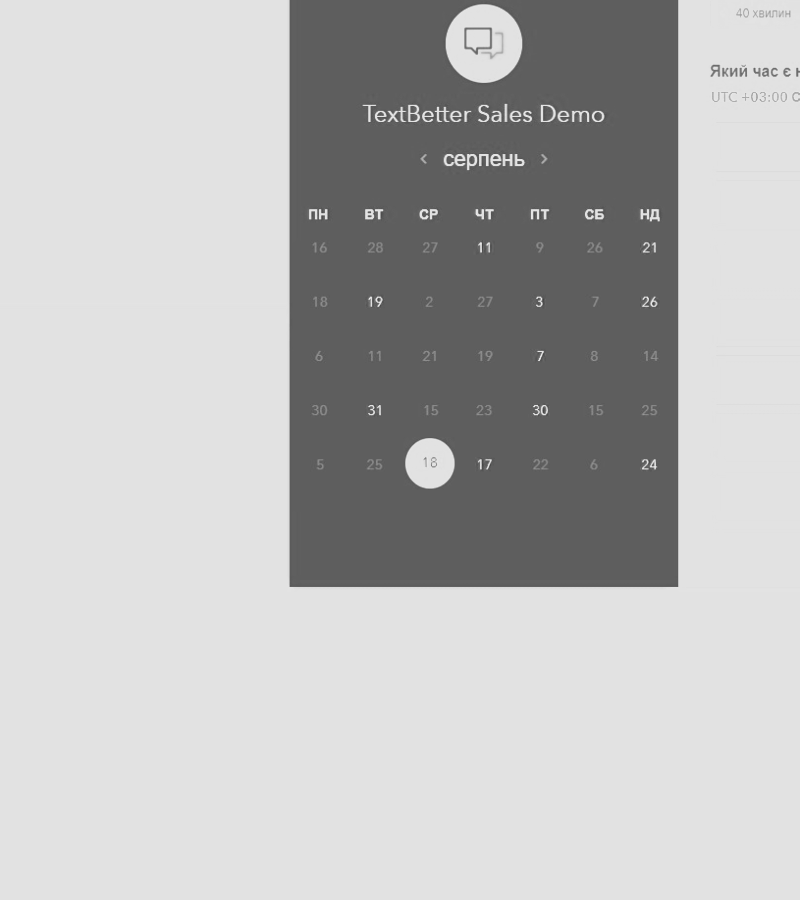 40 хвилин
TextBetter Sales Demo
Який час є
UTC +03:00
серпень
ПН ВТ СР ЧТ ПТ СБ НД
16 28 27 11 9 26 21
18 19 2 27 3 7 26
6 11 21 19 7 8 14
30 31 15 23 30 15 25
5 25 18 17 22 6 24